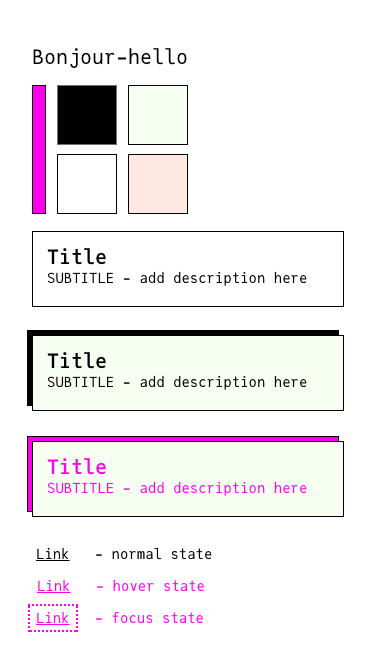 Bonjour-hello
Title
SUBTITLE - add description here
Title
SUBTITLE - add description here
Title
SUBTITLE - add description here
Link - normal state
Link - hover state
Link - focus state